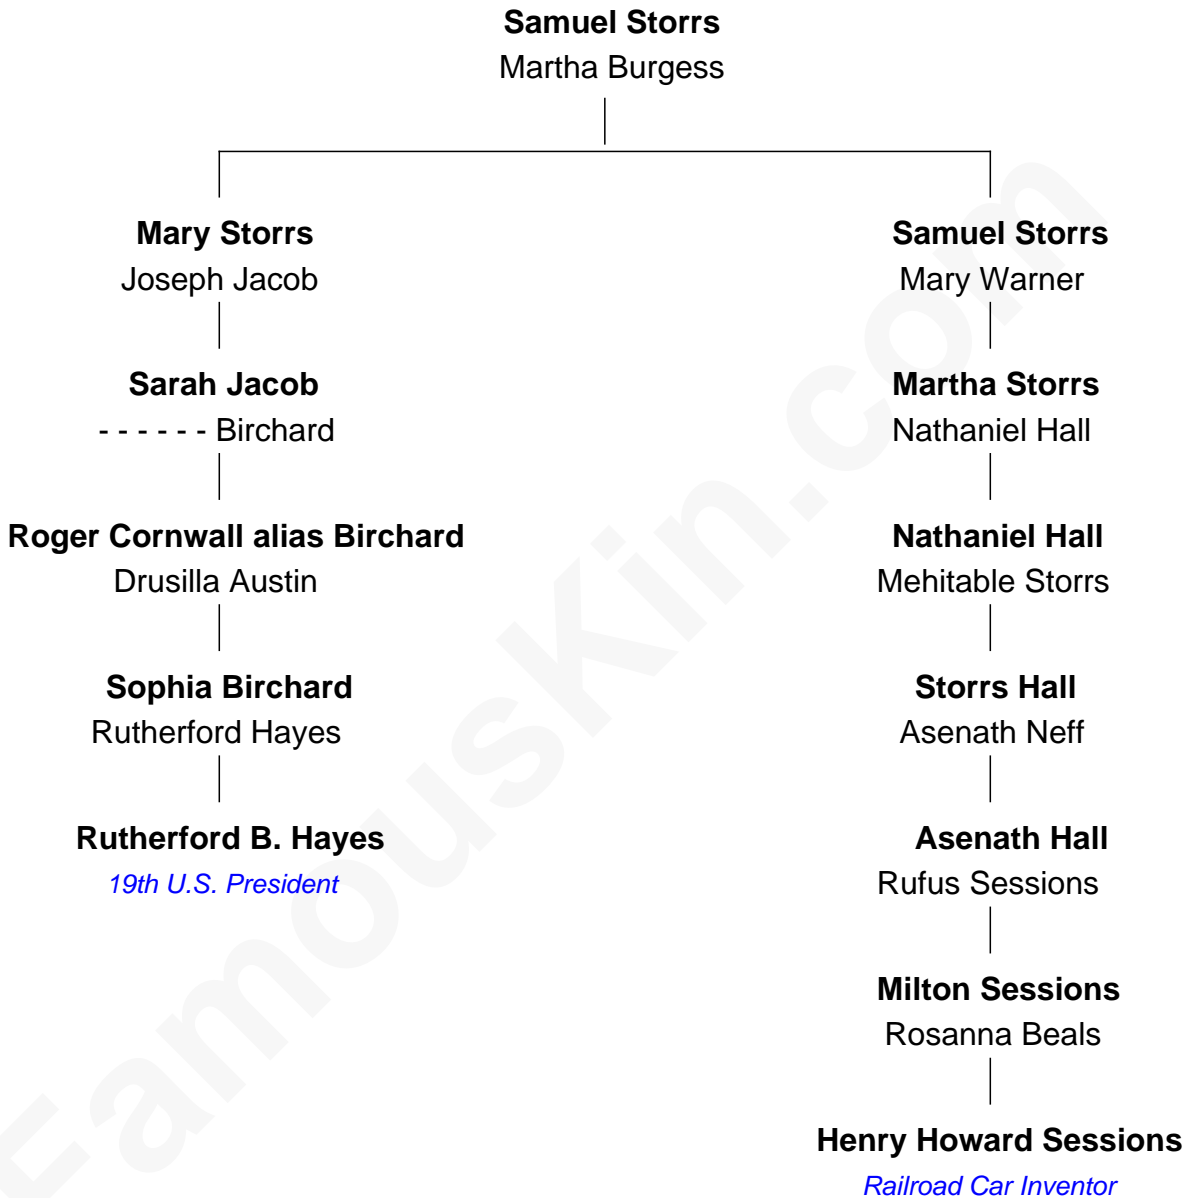 Samuel Storrs
Martha Burgess
Mary Storrs
Joseph Jacob
Samuel Storrs
Mary Warner
Sarah Jacob
- - - - - - Birchard
Martha Storrs
Nathaniel Hall
Roger Cornwall alias Birchard
Drusilla Austin
Nathaniel Hall
Mehitable Storrs
Sophia Birchard
Rutherford Hayes
Storrs Hall
Asenath Neff
Rutherford B. Hayes
19th U.S. President
Asenath Hall
Rufus Sessions
Milton Sessions
Rosanna Beals
Henry Howard Sessions
Railroad Car Inventor
FamousKin.com